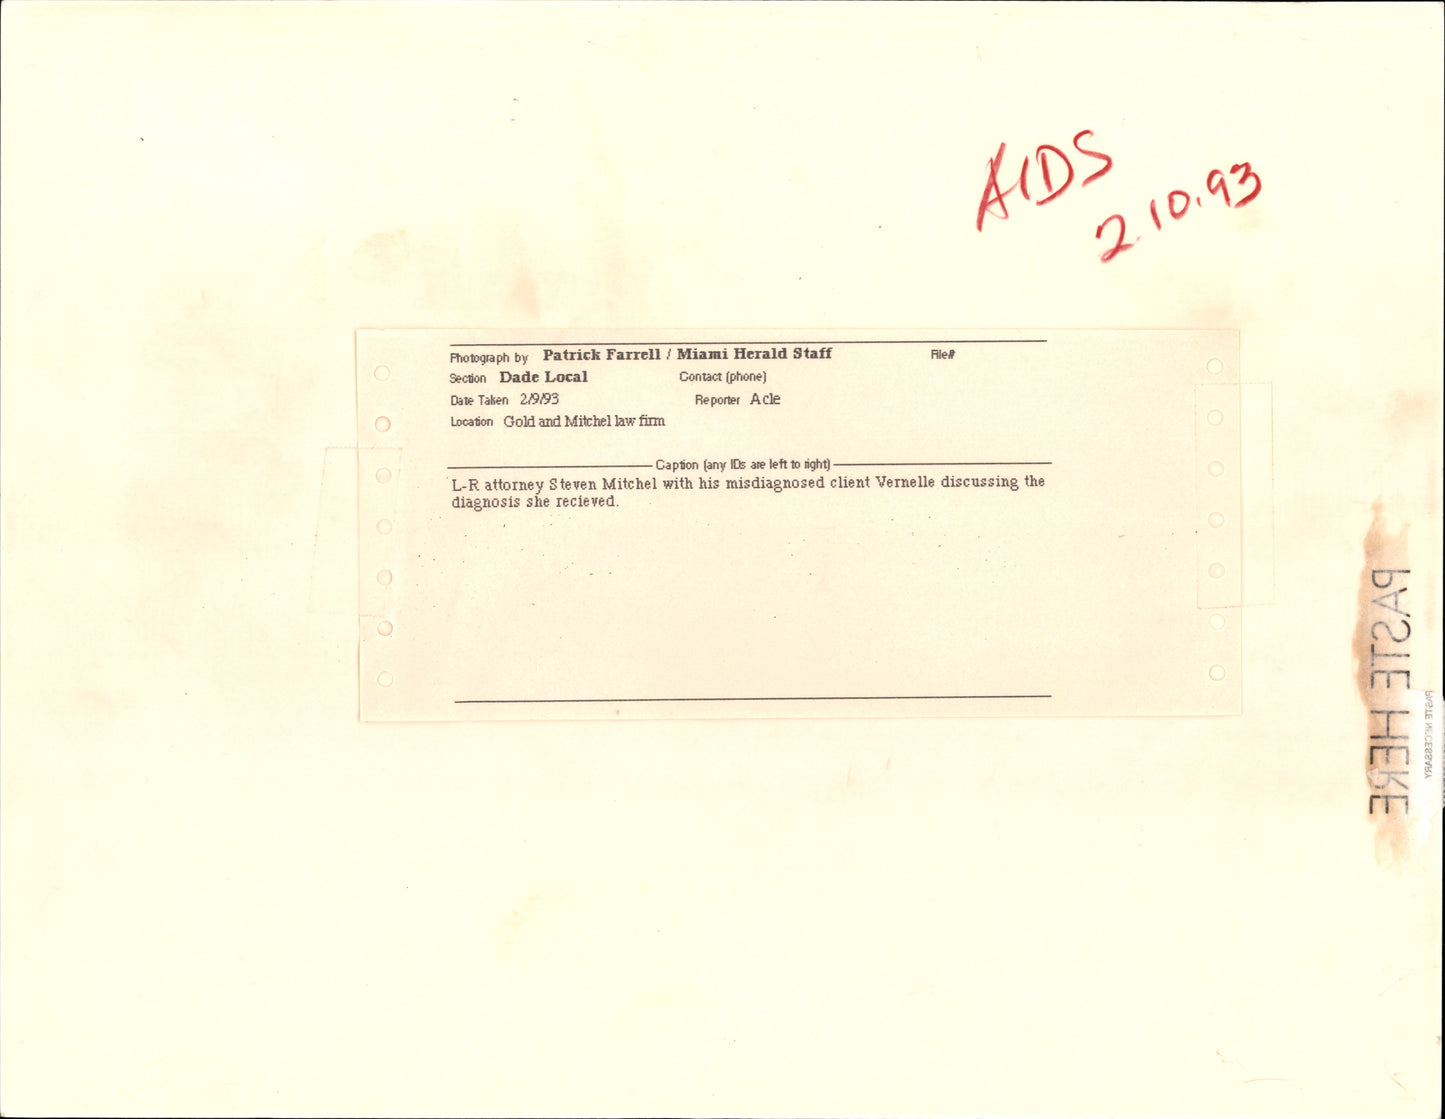 AIDS
2.10.93
Photograph by Patrick Farrell / Miami Herald Staff File#
Section Dade Local Contact (phone)
Date Taken 2/9/93 Reporter Acle
Location Gold and Mitchel law firm
Caption (any IDs are left to right)
L-R attorney Steven Mitchel with his misdiagnosed client Vernelle discussing the
diagnosis she recieved.
PASTE HERE
PASTE NECESSARY